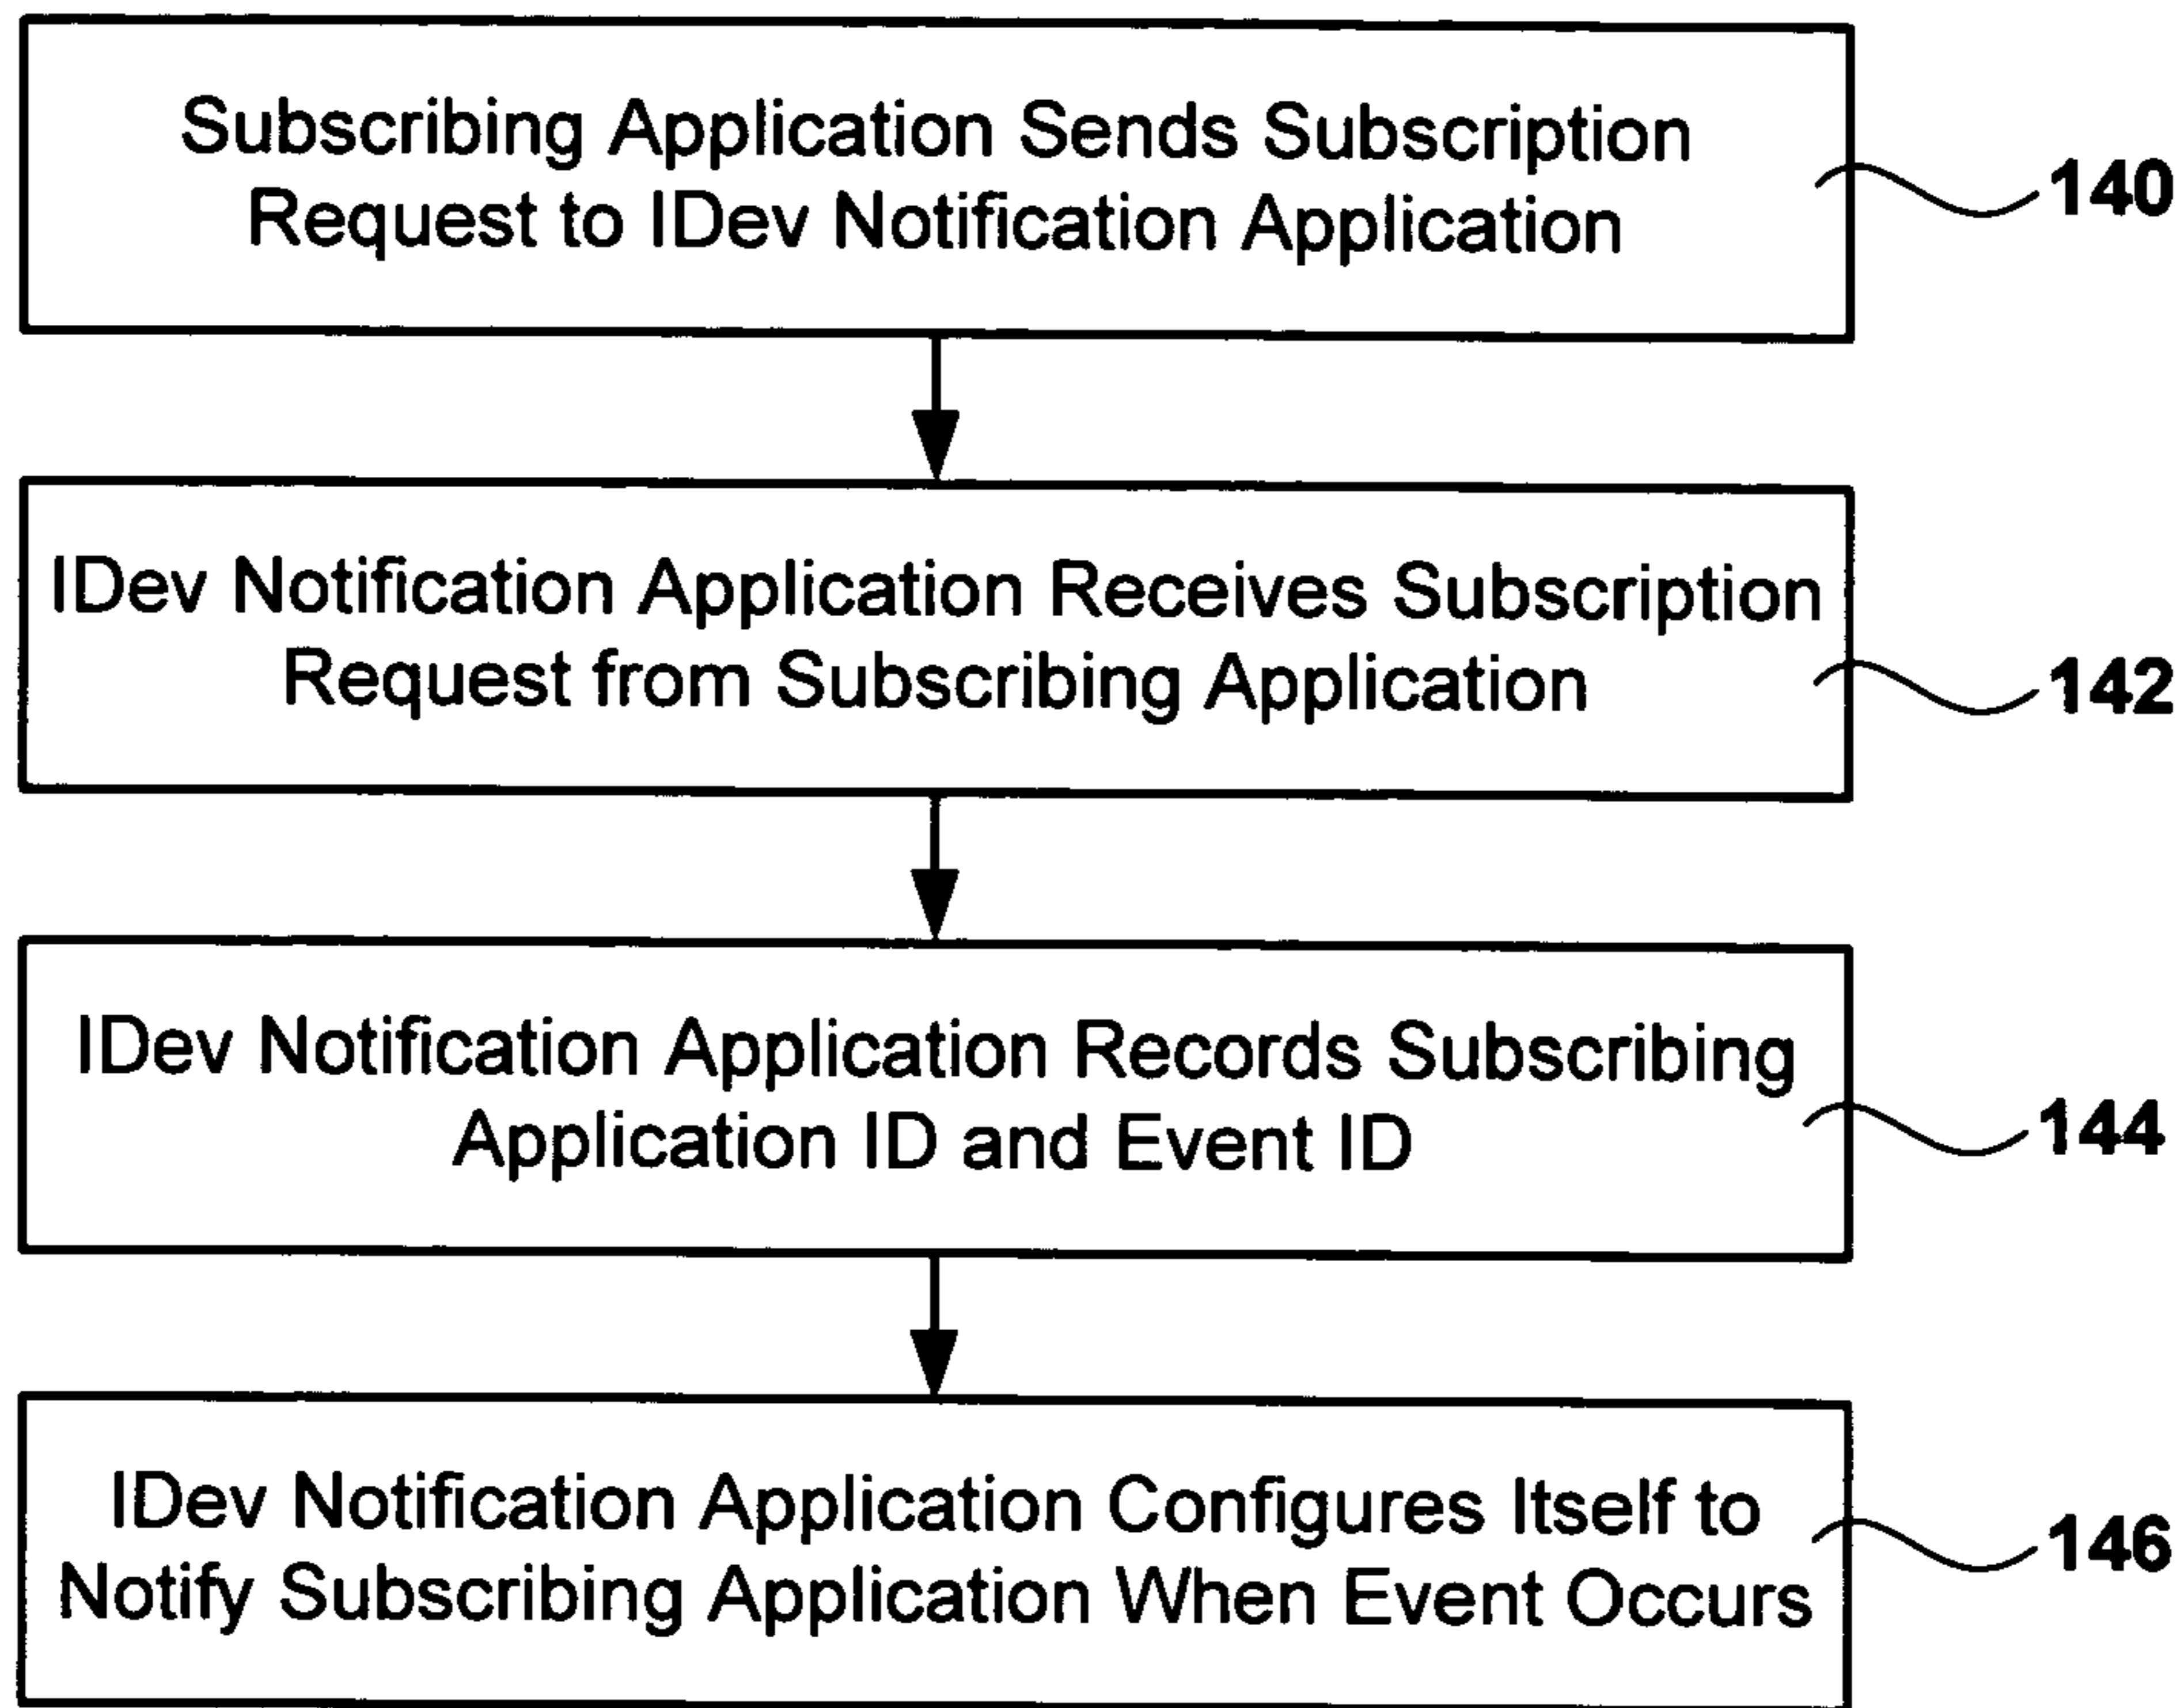 Subscribing Application Sends Subscription
Request to IDev Notification Application
140
IDev Notification Application Receives Subscription
Request from Subscribing Application
142
IDev Notification Application Records Subscribing
Application ID and Event ID
144
IDev Notification Application Configures Itself to
Notify Subscribing Application When Event Occurs
146